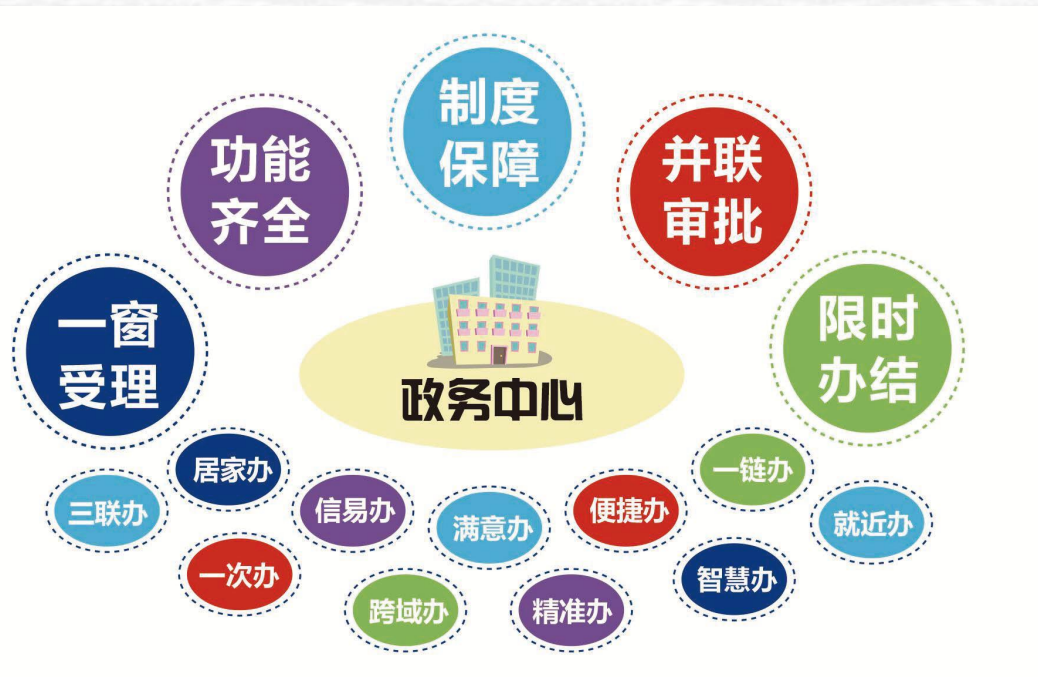 制度
保障
功能
齐全
并联
审批
一窗
受理
限时
办结
政务中心
居家办
一链办
三联办
信易办
满意办
便捷办
就近办
一次办
跨域办
精准办
智慧办